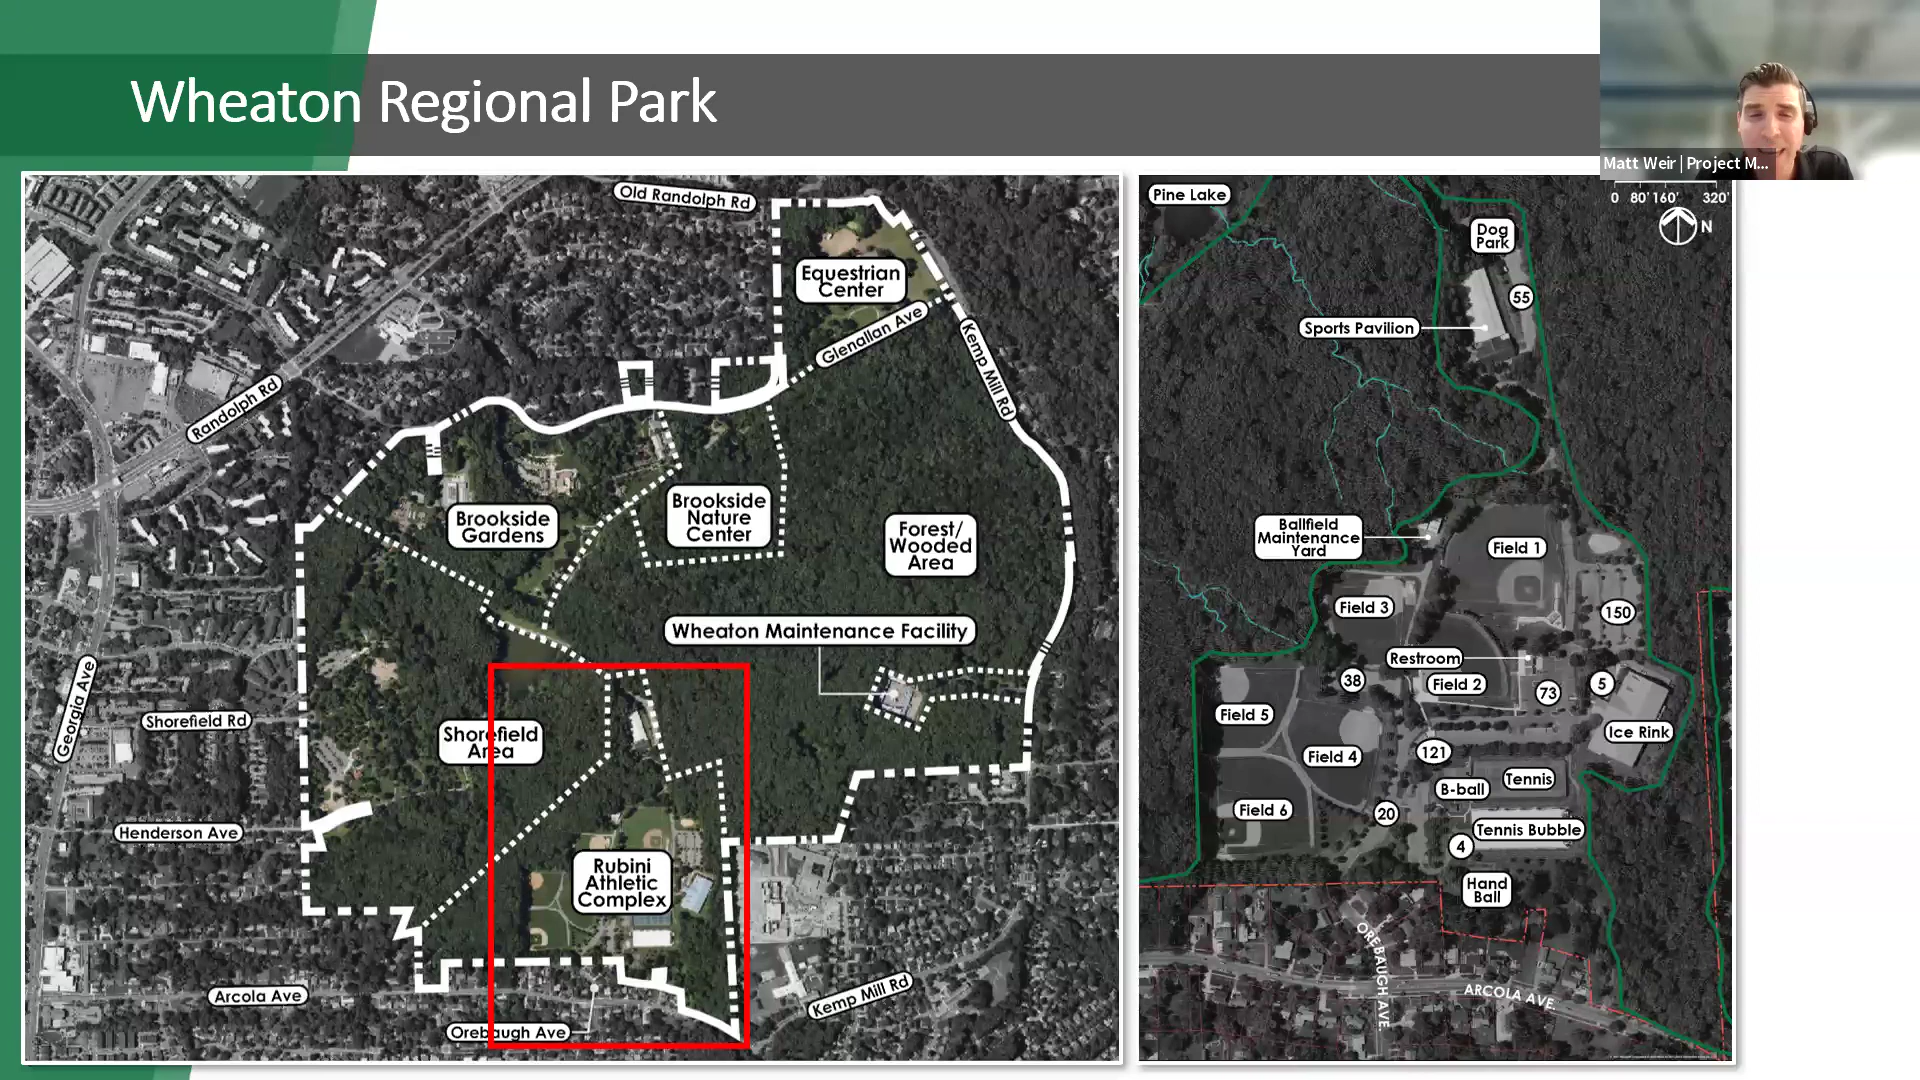 Wheaton Regional Park
Matt Weir | Project M...
Old Randolph Rd
Equestrian
Center
Glenallan Ave
Kemp Mill Rd
Randolph Rd
Brookside
Gardens
Brookside
Nature
Center
Forest/
Wooded
Area
Wheaton Maintenance Facility
Georgia Ave
Shorefield Rd
Shorefield
Area
Henderson Ave
Rubini
Athletic
Complex
Arcola Ave
Orebaugh Ave
Kemp Mill Rd
Pine Lake
0 80' 160' 320'
N
Dog
Park
55
Sports Pavilion
Ballfield
Maintenance
Yard
Field 1
Field 3
150
Restroom
38
Field 2
73
5
Field 5
Ice Rink
Field 4
121
Tennis
B-ball
Field 6
20
Tennis Bubble
4
Hand
Ball
OREBAUGH AVE.
ARCOLA AVE.